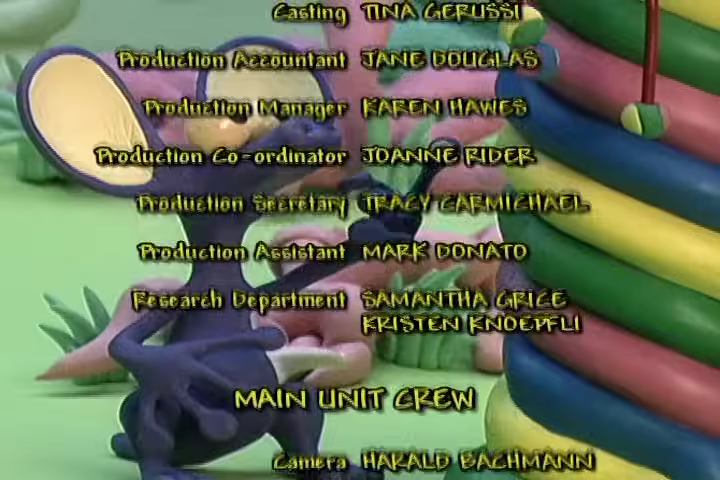 Casting TINA GERUSSI
Production Accountant JANE DOUGLAS
Production Manager KAREN HAWES
Production Co-ordinator JOANNE RIDER
Production Secretary TRACY CARMICHAEL
Production Assistant MARK DONATO
Research Department SAMANTHA GRICE
KRISTEN KNOEPFLI
MAIN UNIT CREW
Camera HARALD BACHMANN